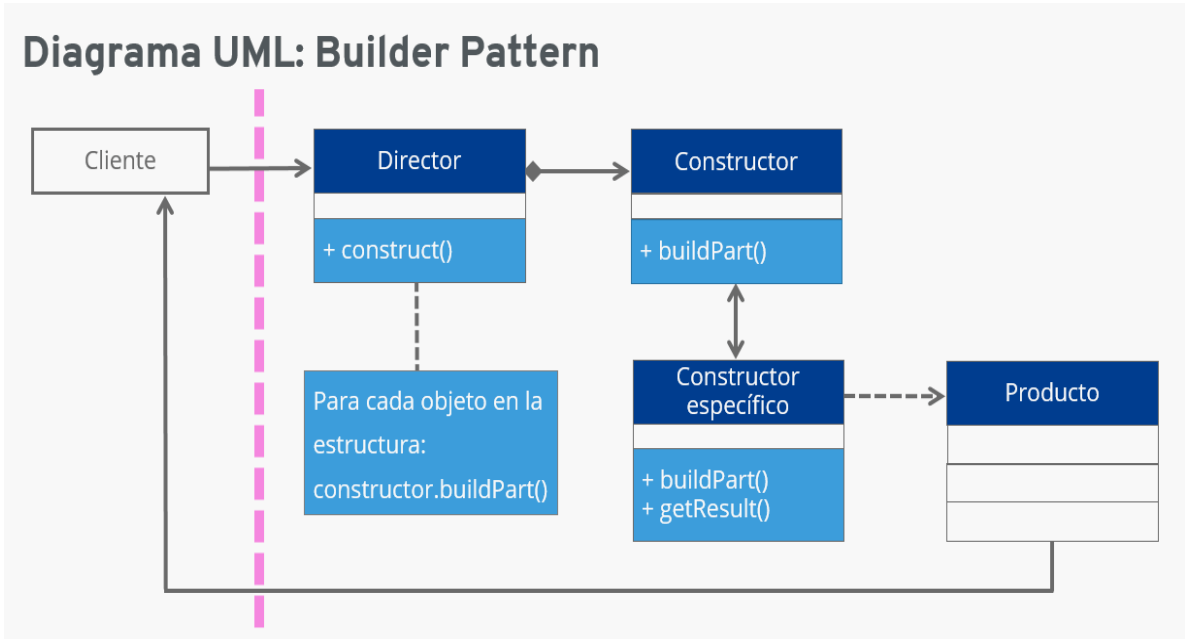 Diagrama UML: Builder Pattern
Cliente
Director
+ construct()
Constructor
+ buildPart()
Para cada objeto en la
estructura:
constructor.buildPart()
Constructor
específico
+ buildPart()
+ getResult()
Producto